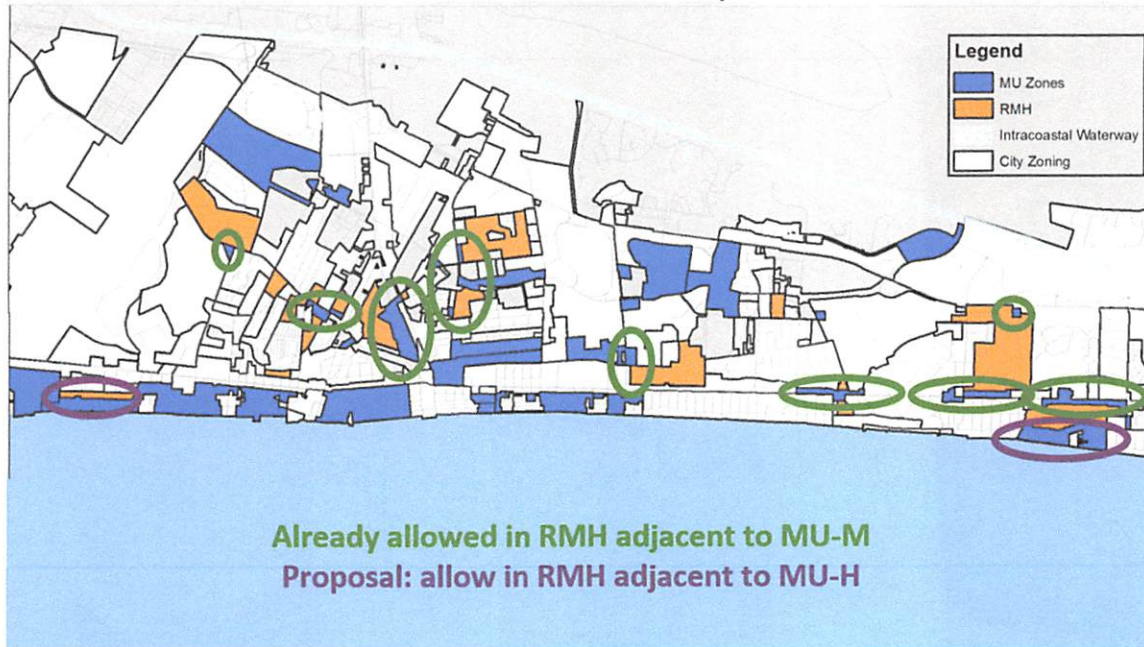 Legend
MU Zones
RMH
Intracoastal Waterway
City Zoning
Already allowed in RMH adjacent to MU-M
Proposal: allow in RMH adjacent to MU-H